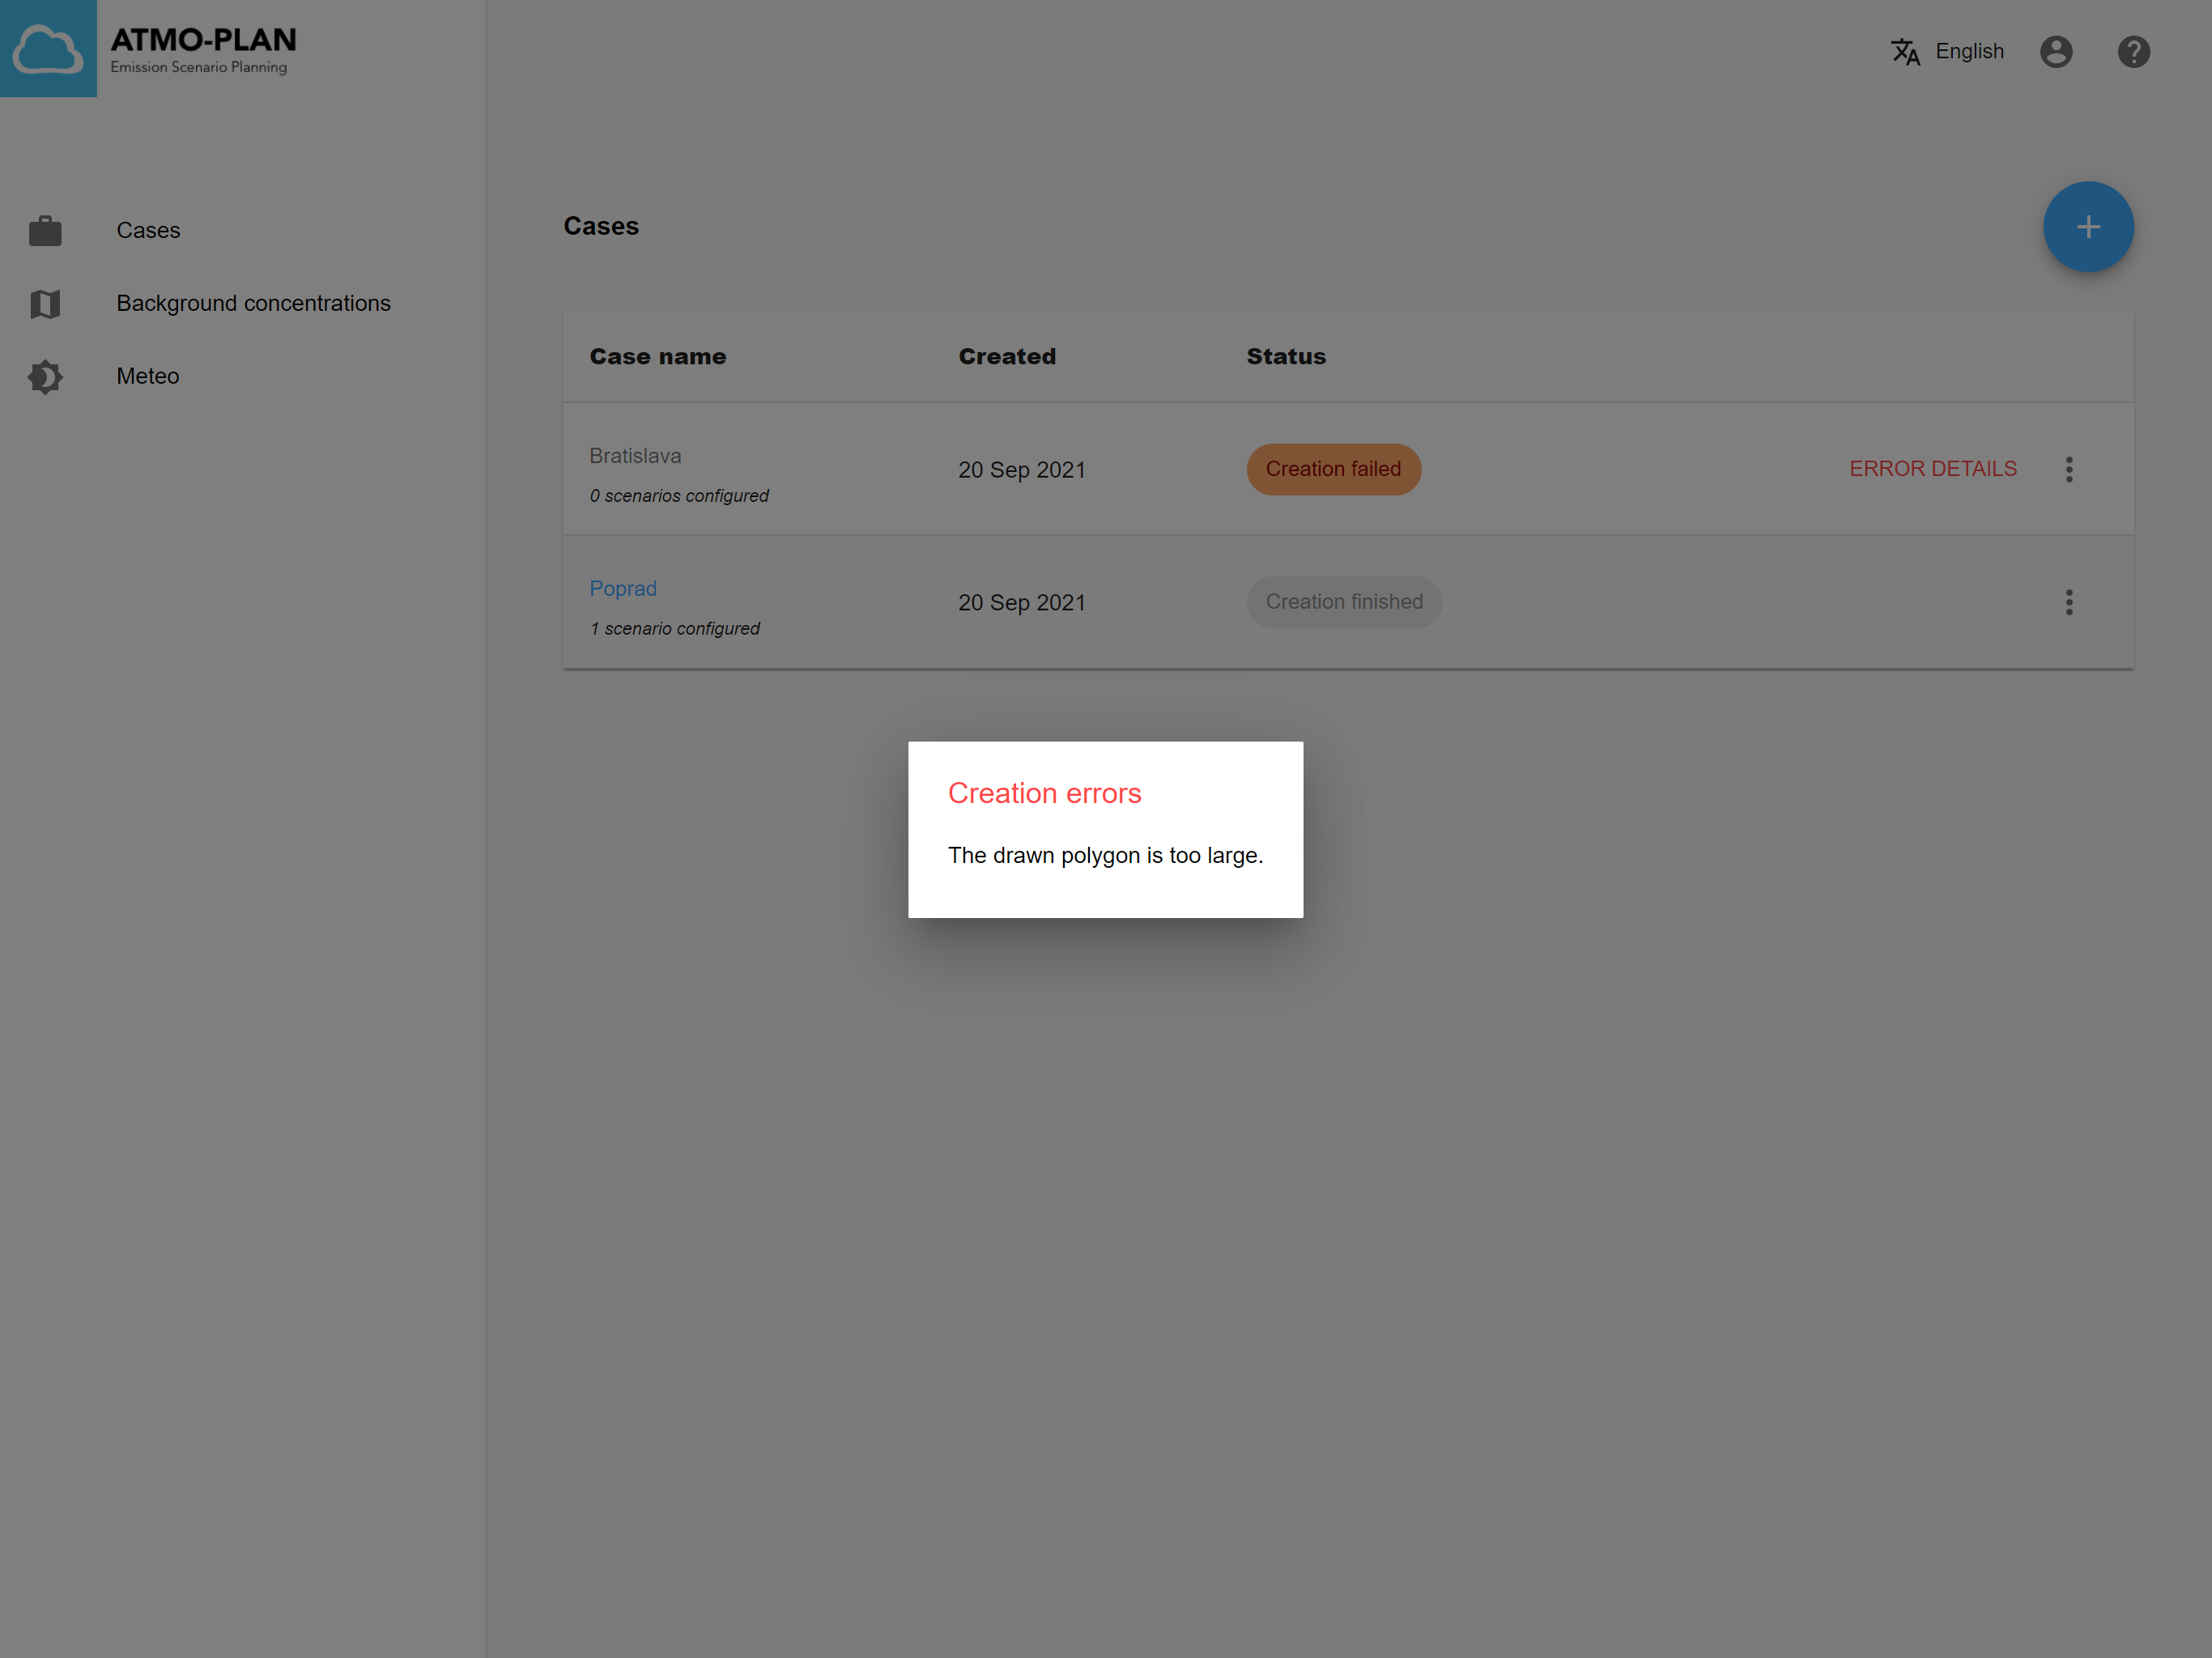 ATMO-PLAN
Emission Scenario Planning
English
Cases
Background concentrations
Meteo
Cases
Case name Created Status
Bratislava
0 scenarios configured
20 Sep 2021
Creation failed
ERROR DETAILS
Poprad
1 scenario configured
20 Sep 2021
Creation finished
Creation errors
The drawn polygon is too large.